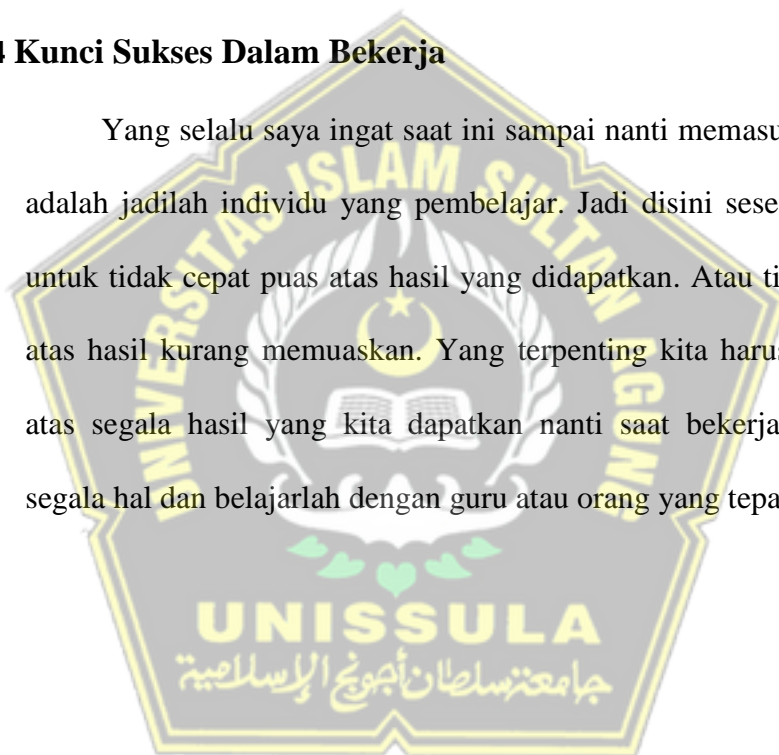 4 Kunci Sukses Dalam Bekerja
Yang selalu saya ingat saat ini sampai nanti memasu
adalah jadilah individu yang pembelajar. Jadi disini sese
untuk tidak cepat puas atas hasil yang didapatkan. Atau ti
atas hasil kurang memuaskan. Yang terpenting kita harus
atas segala hasil yang kita dapatkan nanti saat bekerja
segala hal dan belajarlah dengan guru atau orang yang tepa
UNIVERSITAS ISLAM SULTAN AGUNG
UNISSULA
جامعة سلطان أجونج الإسلامية